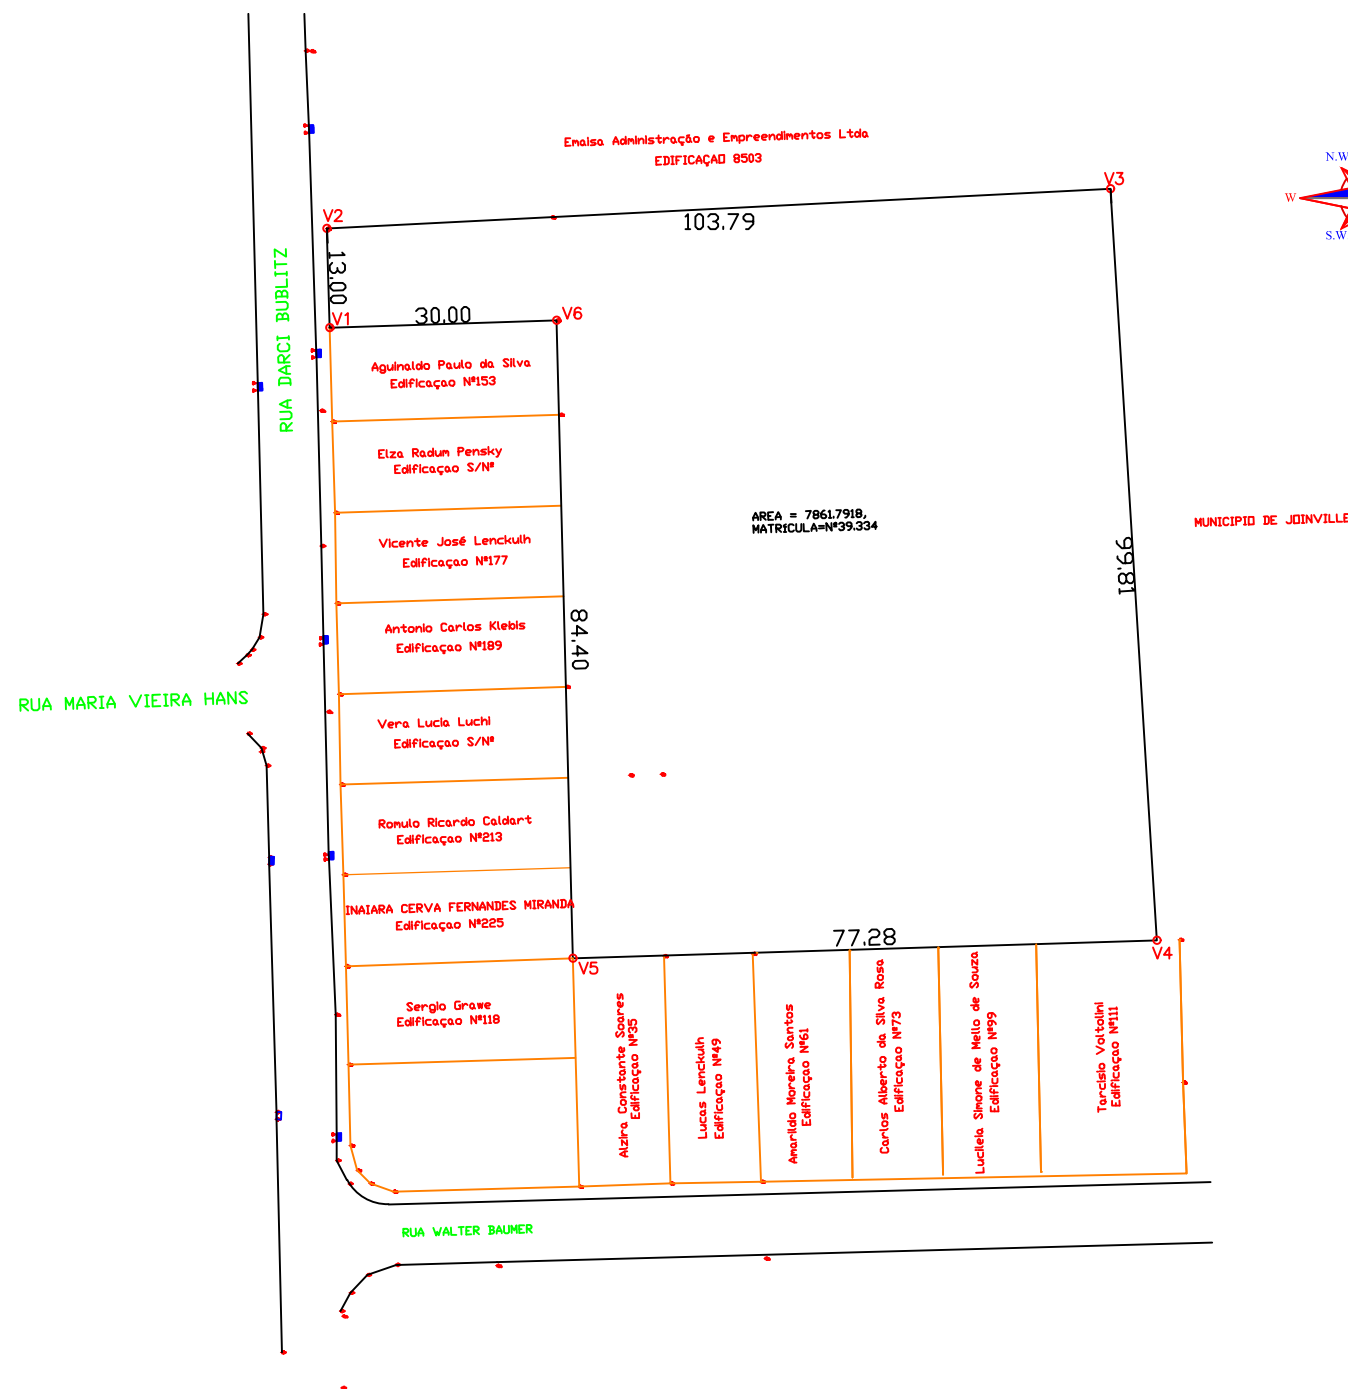 Emaisa Administração e Empreendimentos Ltda
EDIFICAÇAO 8503
N.W
W
S.W
V3
V2
103.79
13.00
RUA DARCI BUBLITZ
V1
30.00
V6
Aguinaldo Paulo da Silva
Edificaçao Nº153
Elza Radum Pensky
Edificaçao S/Nº
AREA = 7861.7918,
MATRíCULA=Nº39.334
MUNICIPIO DE JOINVILLE
Vicente José Lenckulh
Edificaçao Nº177
99.81
Antonio Carlos Klebis
Edificaçao Nº189
84.40
RUA MARIA VIEIRA HANS
Vera Lucia Luchi
Edificaçao S/Nº
Romulo Ricardo Caldart
Edificaçao Nº213
INAIARA CERVA FERNANDES MIRANDA
Edificaçao Nº225
77.28
V4
V5
Sergio Grawe
Edificaçao Nº118
Alzira Constante Soares
Edificaçao Nº35
Lucas Lenckulh
Edificaçao Nº49
Amarildo Moreira Santos
Edificaçao Nº61
Carlos Alberto da Silva Rosa
Edificaçao Nº73
Lucileia Simone de Mello de Souza
Edificaçao Nº99
Tarcisio Voltolini
Edificaçao Nº111
RUA WALTER BAUMER